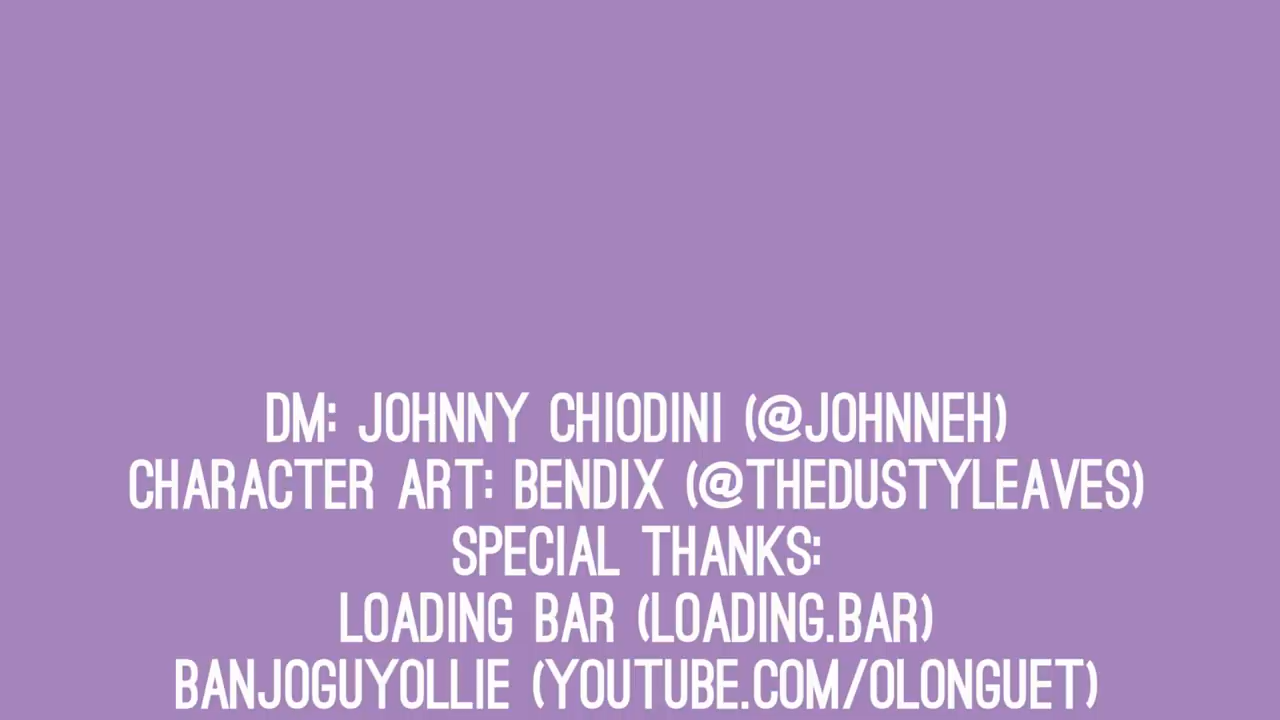 DM: JOHNNY CHIODINI (@JOHNNEH)
CHARACTER ART: BENDIX (@THEDUSTYLEAVES)
SPECIAL THANKS:
LOADING BAR (LOADING.BAR)
BANJOGUYOLLIE (YOUTUBE.COM/OLONGUET)